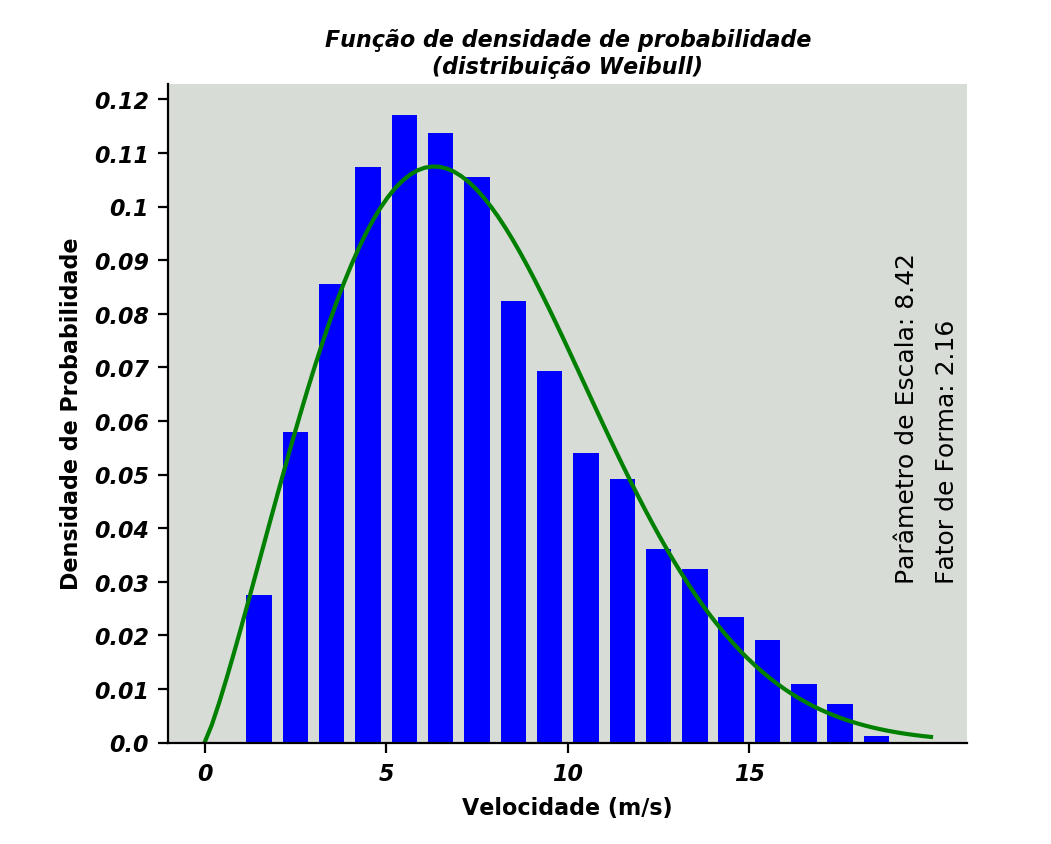 Função de densidade de probabilidade
(distribuição Weibull)
0.12
0.11
0.1
0.09
0.08
0.07
0.06
0.05
0.04
0.03
0.02
0.01
0.0
Densidade de Probabilidade
Parâmetro de Escala: 8.42
Fator de Forma: 2.16
0
5
10
15
Velocidade (m/s)